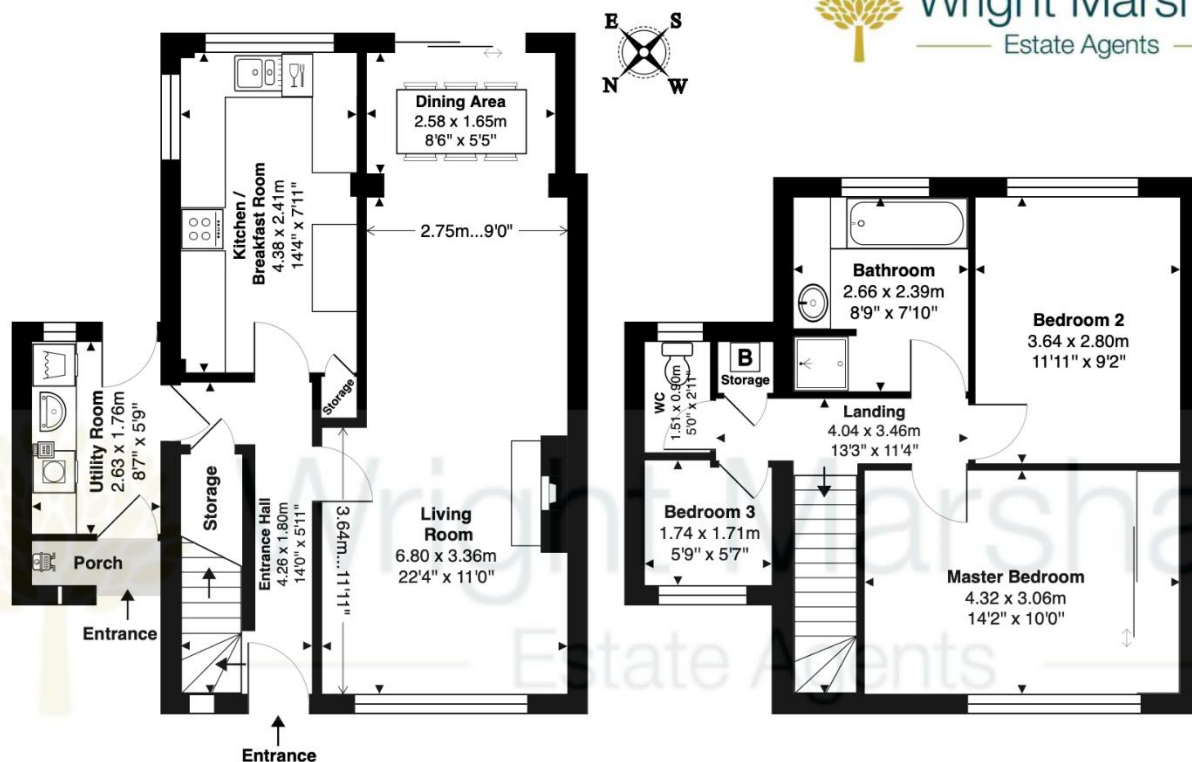 Wright Marsh
Estate Agents
E
S
N
W
Dining Area
2.58 x 1.65m
8'6" x 5'5"
Kitchen /
Breakfast Room
4.38 x 2.41m
14'4" x 7'11"
2.75m...9'0"
Utility Room
2.63 x 1.76m
8'7" x 5'9"
Storage
Storage
Entrance Hall
4.26 x 1.80m
14'0" x 5'11"
3.64m...11'11"
Living
Room
6.80 x 3.36m
22'4" x 11'0"
Porch
Entrance
Entrance
Bathroom
2.66 x 2.39m
8'9" x 7'10"
Bedroom 2
3.64 x 2.80m
11'11" x 9'2"
WC
1.51 x 0.90m
5'0" x 2'11"
B
Storage
Landing
4.04 x 3.46m
13'3" x 11'4"
Bedroom 3
1.74 x 1.71m
5'9" x 5'7"
Master Bedroom
4.32 x 3.06m
14'2" x 10'0"
Wright Marsha
Estate Agents